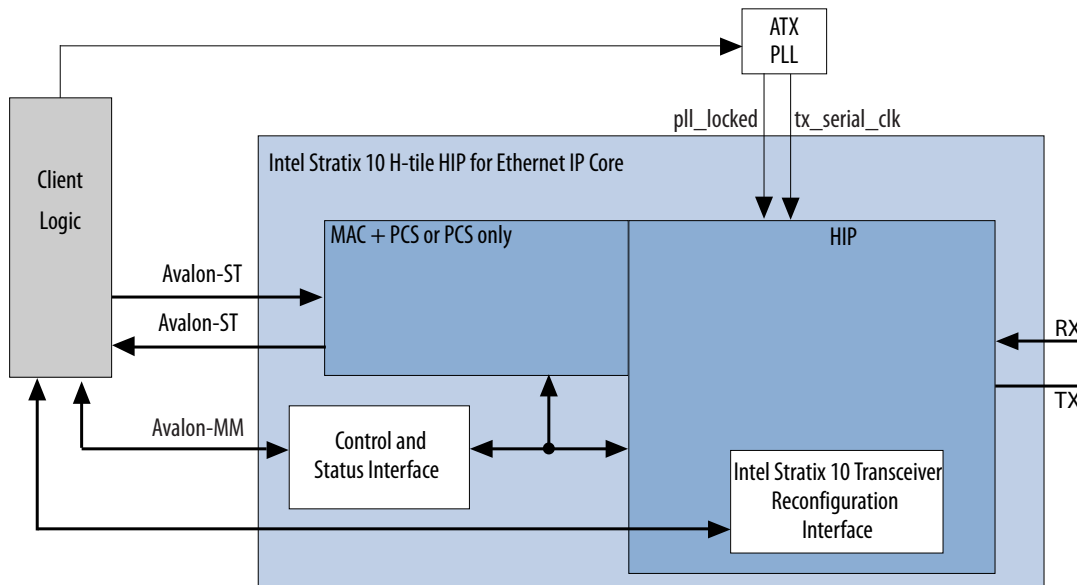 ATX
PLL
pll_locked
tx_serial_clk
Intel Stratix 10 H-tile HIP for Ethernet IP Core
Client
Logic
MAC + PCS or PCS only
HIP
Avalon-ST
Avalon-ST
RX
TX
Avalon-MM
Control and
Status Interface
Intel Stratix 10 Transceiver
Reconfiguration
Interface